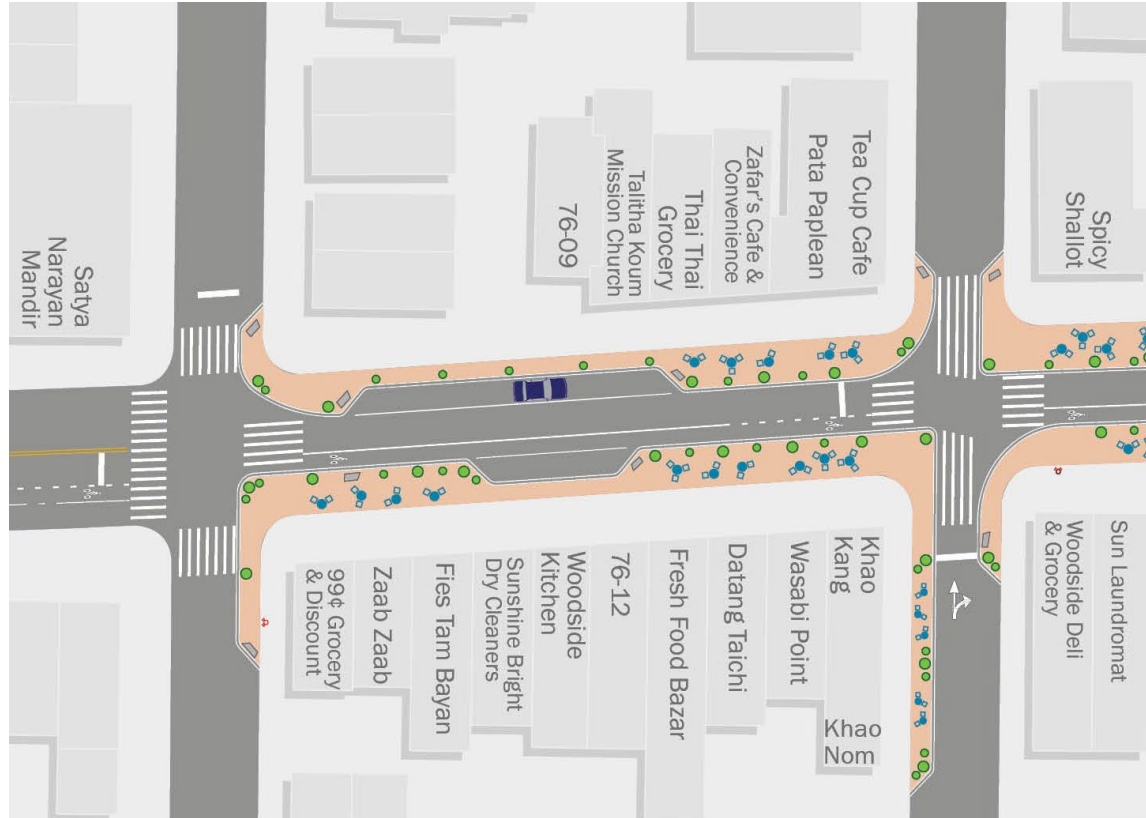 Satya
Narayan
Mandir
76-09
Talitha Koum
Mission Church
Thai Thai
Grocery
Zafar's Cafe &
Convenience
Tea Cup Cafe
Pata Paplean
Spicy
Shallot
99¢ Grocery
& Discount
Zaab Zaab
Fies Tam Bayan
Sunshine Bright
Dry Cleaners
Woodside
Kitchen
76-12
Fresh Food Bazar
Datang Taichi
Wasabi Point
Khao
Kang
Khao
Nom
Woodside Deli
& Grocery
Sun Laundromat